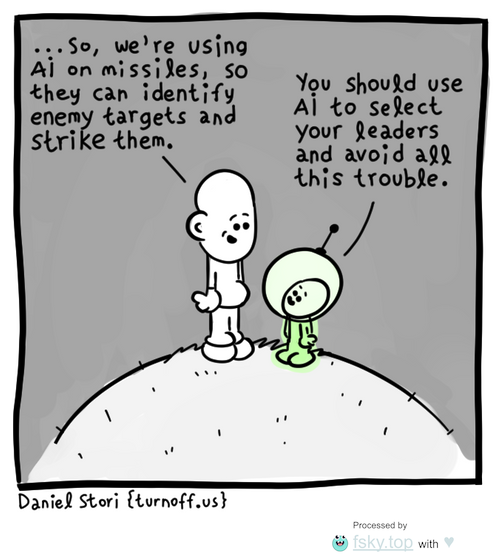 ...So, we're using
Ai on missiles, so
they can identify
enemy targets and
strike them.
You should use
Ai to select
your leaders
and avoid all
this trouble.
Daniel Stori {turnoff.us}
Processed by
fsky.top with ♥